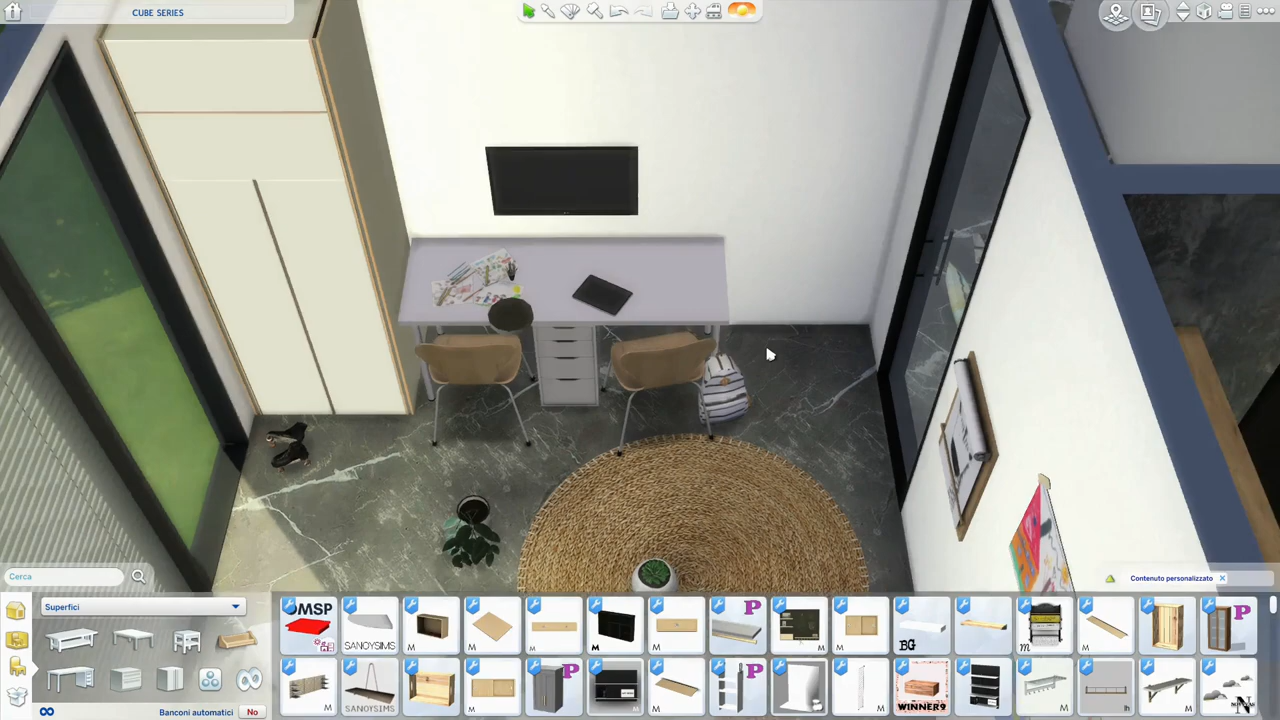 CUBE SERIES
Cerca
Contenuto personalizzato
Superfici
MSP
SANOYSIMS
M
M
M
M
M
P
M
M
BG
m
M
M
P
M
SANOYSIMS
M
M
P
M
M
P
M
M
WINNER9
M
M
M
M
N
Banconi automatici No